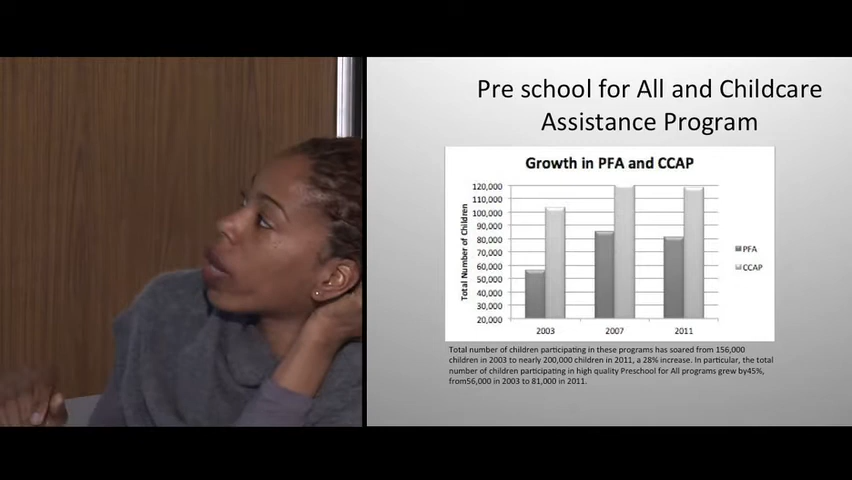 Pre school for All and Childcare
Assistance Program
Growth in PFA and CCAP
120,000
110,000
100,000
90,000
80,000
70,000
60,000
50,000
40,000
30,000
20,000
Total Number of Children
2003 2007 2011
PFA
CCAP
Total number of children participating in these programs has soared from 156,000
children in 2003 to nearly 200,000 children in 2011, a 28% increase. In particular, the total
number of children participating in high quality Preschool for All programs grew by45%,
from56,000 in 2003 to 81,000 in 2011.